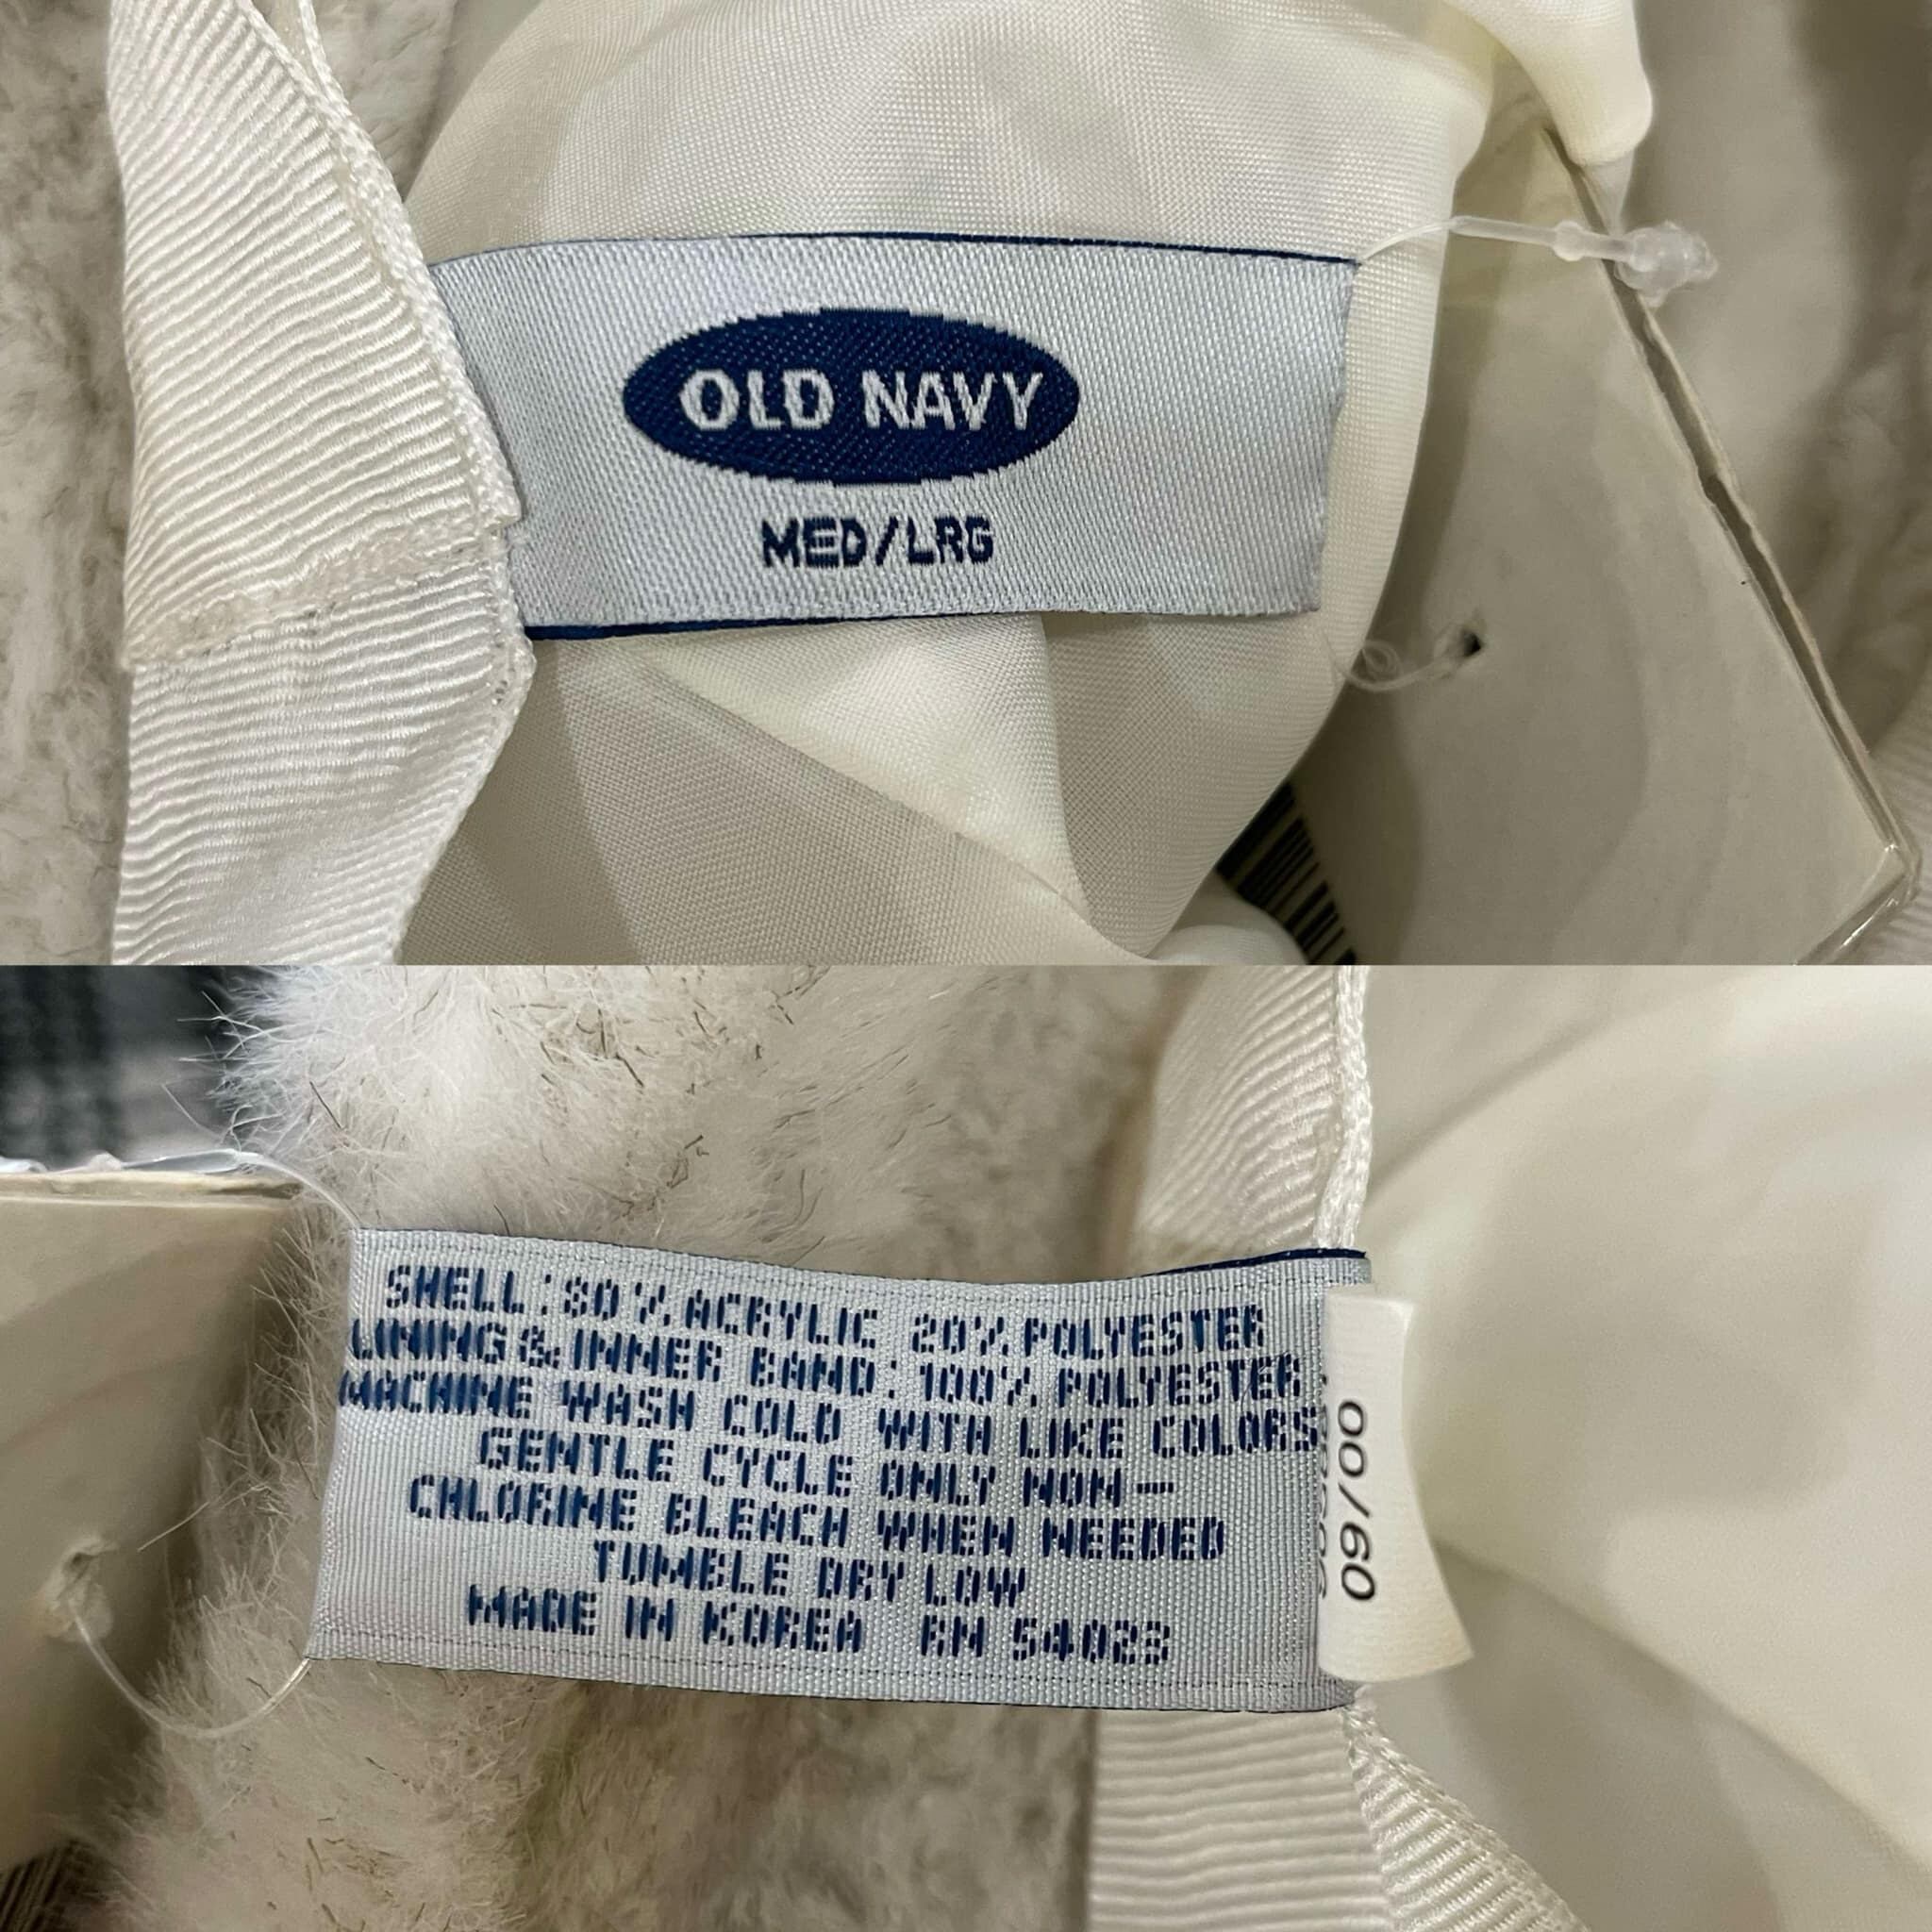 OLD NAVY
MED/LRG
SHELL:80%ACRYLIC 20%POLYESTER
LINING&INNER BAND:100%POLYESTER
MACHINE WASH COLD WITH LIKE COLORS
GENTLE CYCLE ONLY NON-
CHLORINE BLEACH WHEN NEEDED
TUMBLE DRY LOW
MADE IN KOREA RN 54023
00/60